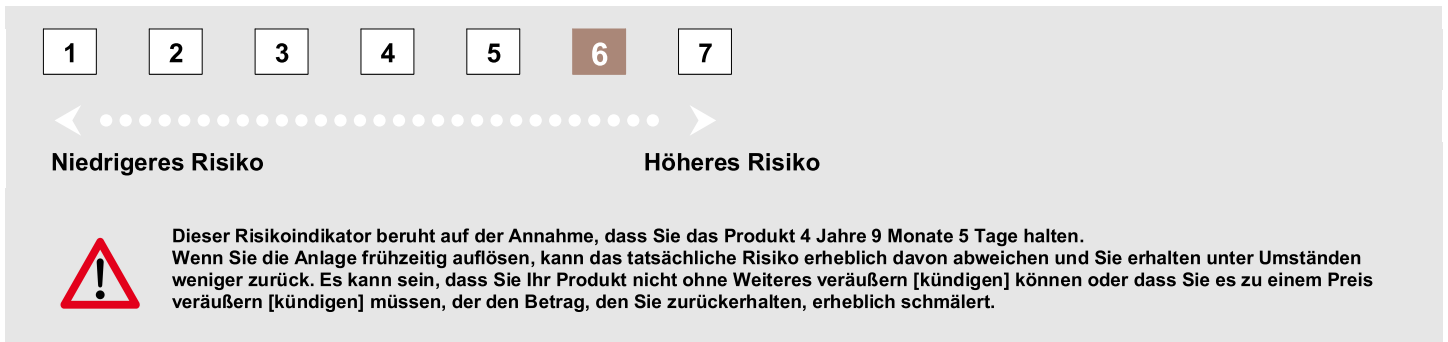 1 2 3 4 5 6 7
Niedrigeres Risiko Höheres Risiko
Dieser Risikoindikator beruht auf der Annahme, dass Sie das Produkt 4 Jahre 9 Monate 5 Tage halten.
Wenn Sie die Anlage frühzeitig auflösen, kann das tatsächliche Risiko erheblich davon abweichen und Sie erhalten unter Umständen
weniger zurück. Es kann sein, dass Sie Ihr Produkt nicht ohne Weiteres veräußern [kündigen] können oder dass Sie es zu einem Preis
veräußern [kündigen] müssen, der den Betrag, den Sie zurückerhalten, erheblich schmälert.